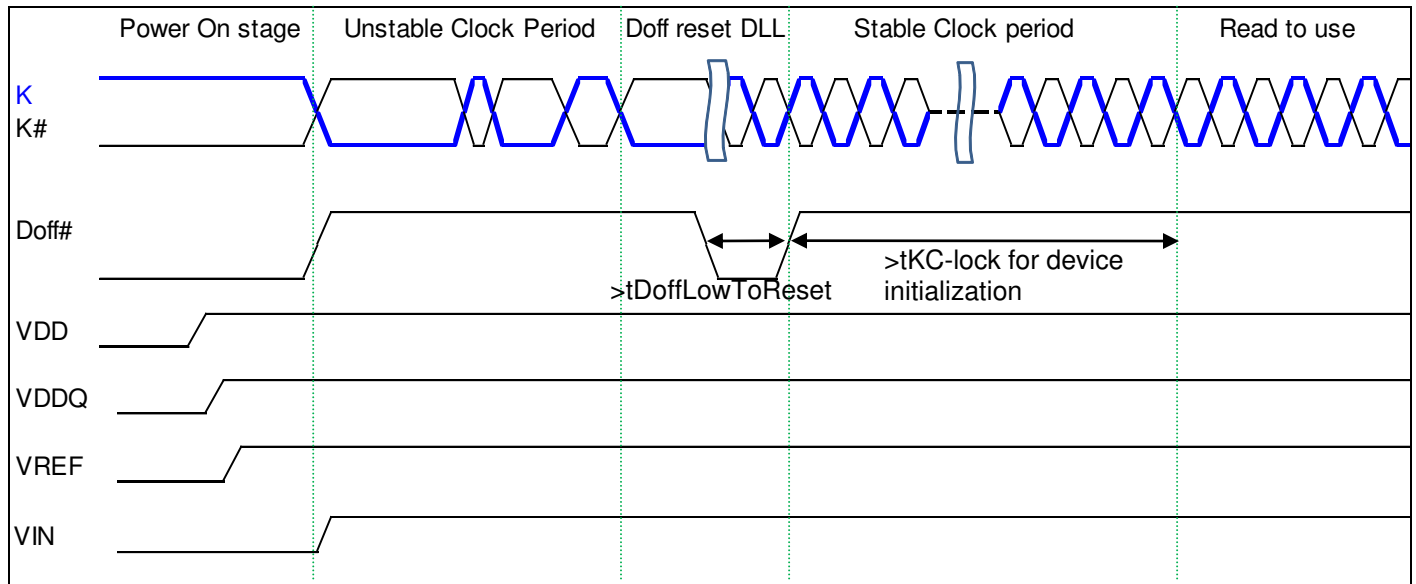 Power On stage
Unstable Clock Period
Doff reset DLL
Stable Clock period
Read to use
K
K#
Doff#
>tDoffLowToReset
>tKC-lock for device
initialization
VDD
VDDQ
VREF
VIN